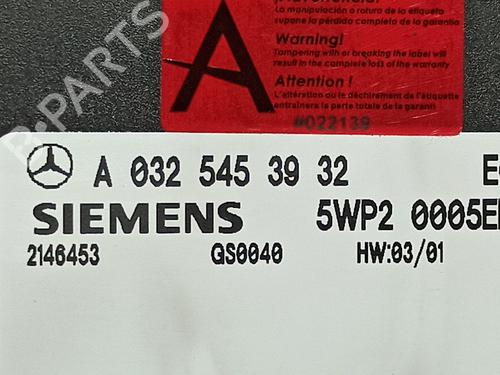 La manipulación o rotura de la etiqueta
supone la pérdida completa de la garantía
Warning!
Tampering with or breaking the label will
result in the complete loss of the warranty
Attention !
L'altération ou le déchirement de l'étiquette
entraînera la perte totale de la garanti
A
#022139
B-PARTS
A 032 545 39 32 E
SIEMENS 5WP2 0005E
2146453 GS0040 HW:03/01